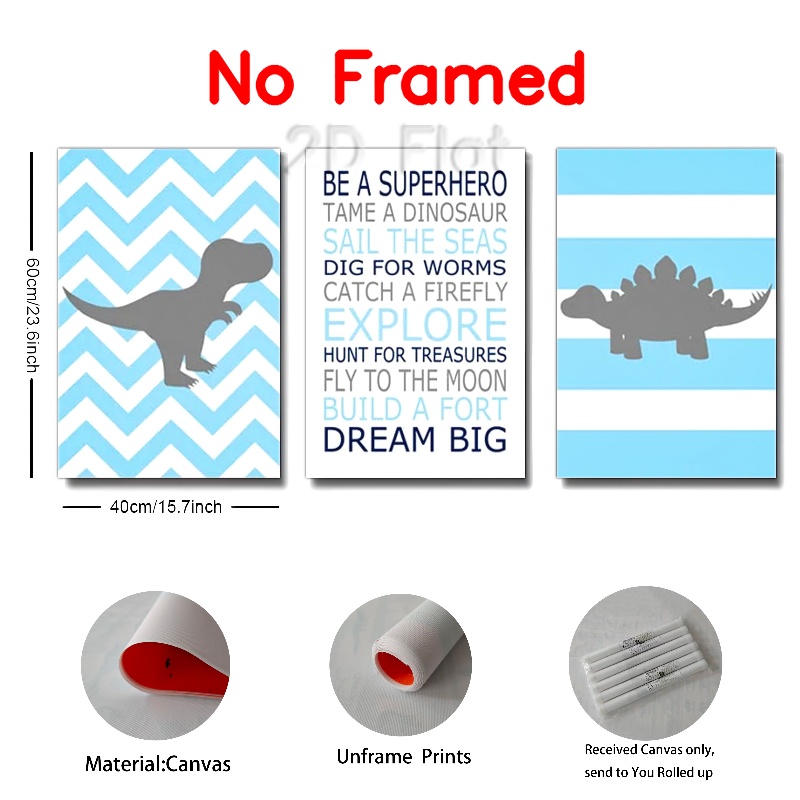 No Framed
2D Flat
BE A SUPERHERO
TAME A DINOSAUR
SAIL THE SEAS
DIG FOR WORMS
CATCH A FIREFLY
EXPLORE
HUNT FOR TREASURES
FLY TO THE MOON
BUILD A FORT
DREAM BIG
60cm/23.6inch
40cm/15.7inch
Material:Canvas
Unframe Prints
Received Canvas only,
send to You Rolled up